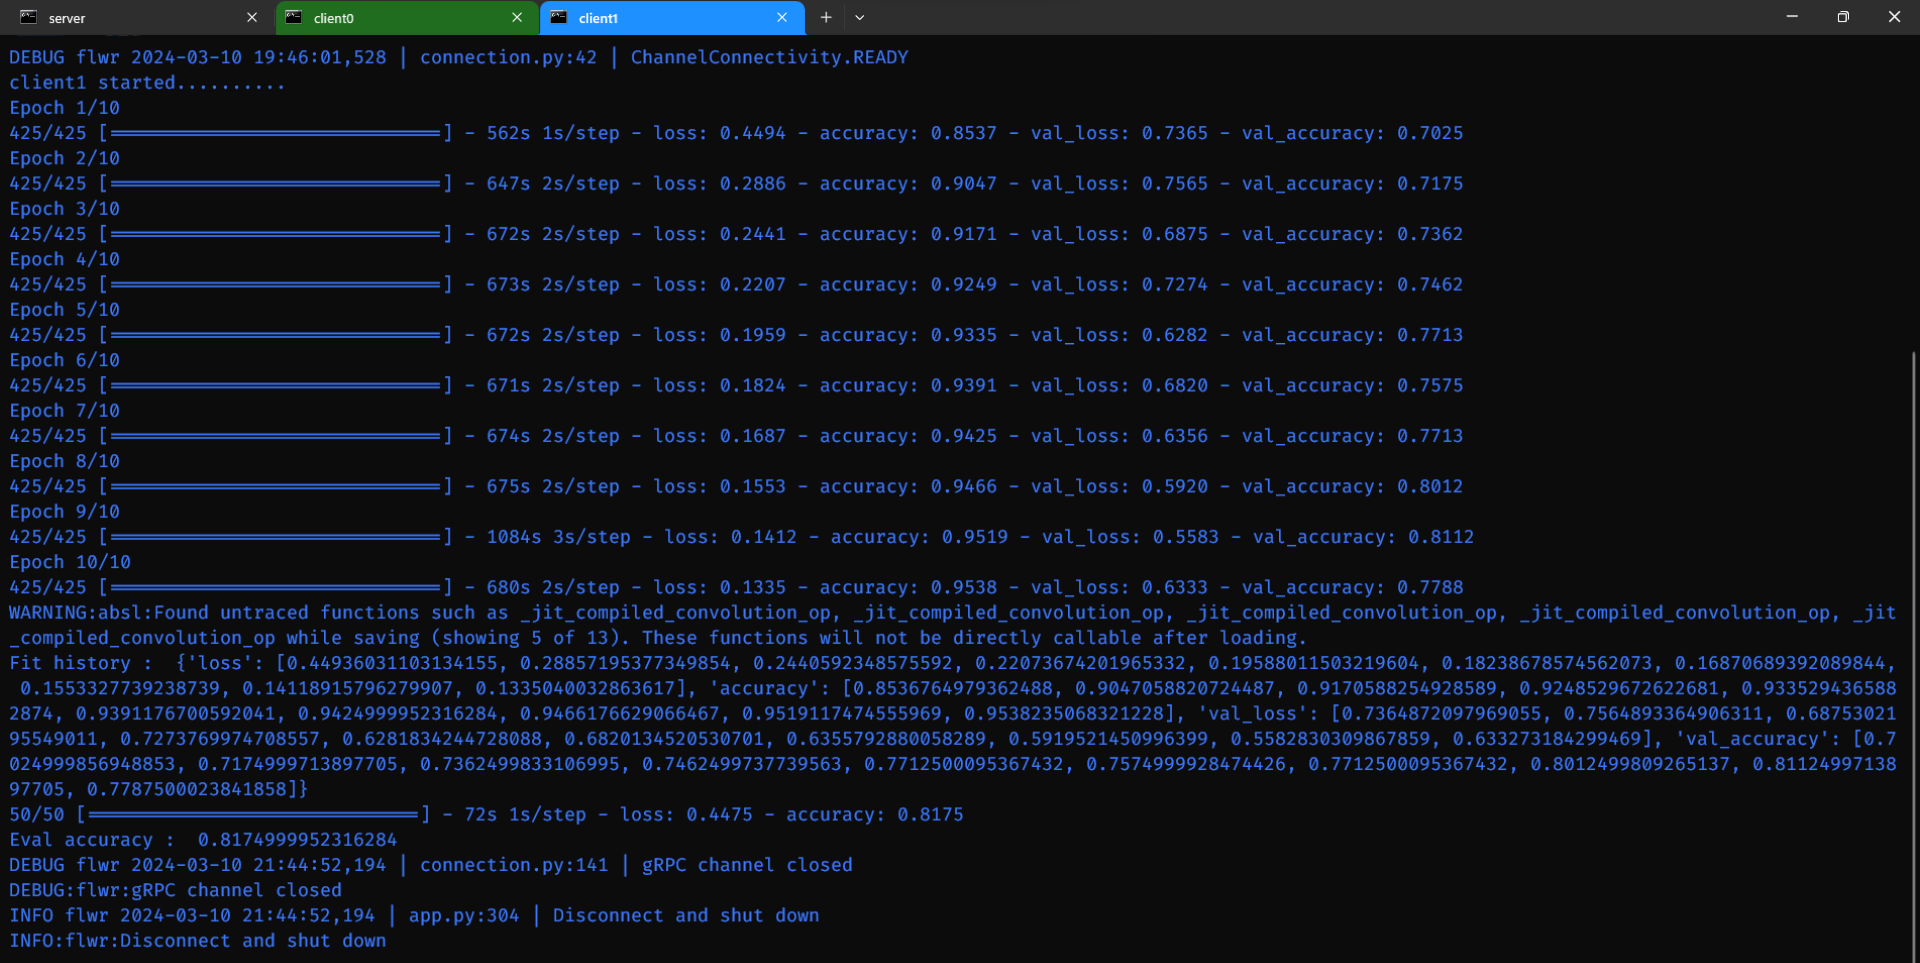 server
client0
client1
DEBUG flwr 2024-03-10 19:46:01,528 | connection.py:42 | ChannelConnectivity.READY
client1 started..........
Epoch 1/10
425/425 [==============================] - 562s 1s/step - loss: 0.4494 - accuracy: 0.8537 - val_loss: 0.7365 - val_accuracy: 0.7025
Epoch 2/10
425/425 [==============================] - 647s 2s/step - loss: 0.2886 - accuracy: 0.9047 - val_loss: 0.7565 - val_accuracy: 0.7175
Epoch 3/10
425/425 [==============================] - 672s 2s/step - loss: 0.2441 - accuracy: 0.9171 - val_loss: 0.6875 - val_accuracy: 0.7362
Epoch 4/10
425/425 [==============================] - 673s 2s/step - loss: 0.2207 - accuracy: 0.9249 - val_loss: 0.7274 - val_accuracy: 0.7462
Epoch 5/10
425/425 [==============================] - 672s 2s/step - loss: 0.1959 - accuracy: 0.9335 - val_loss: 0.6282 - val_accuracy: 0.7713
Epoch 6/10
425/425 [==============================] - 671s 2s/step - loss: 0.1824 - accuracy: 0.9391 - val_loss: 0.6820 - val_accuracy: 0.7575
Epoch 7/10
425/425 [==============================] - 674s 2s/step - loss: 0.1687 - accuracy: 0.9425 - val_loss: 0.6356 - val_accuracy: 0.7713
Epoch 8/10
425/425 [==============================] - 675s 2s/step - loss: 0.1553 - accuracy: 0.9466 - val_loss: 0.5920 - val_accuracy: 0.8012
Epoch 9/10
425/425 [==============================] - 1084s 3s/step - loss: 0.1412 - accuracy: 0.9519 - val_loss: 0.5583 - val_accuracy: 0.8112
Epoch 10/10
425/425 [==============================] - 680s 2s/step - loss: 0.1335 - accuracy: 0.9538 - val_loss: 0.6333 - val_accuracy: 0.7788
WARNING:absl:Found untraced functions such as _jit_compiled_convolution_op, _jit_compiled_convolution_op, _jit_compiled_convolution_op, _jit_compiled_convolution_op, _jit
_compiled_convolution_op while saving (showing 5 of 13). These functions will not be directly callable after loading.
Fit history :  {'loss': [0.44936031103134155, 0.28857195377349854, 0.2440592348575592, 0.22073674201965332, 0.19588011503219604, 0.18238678574562073, 0.16870689392089844,
 0.1553327739238739, 0.14118915796279907, 0.1335040032863617], 'accuracy': [0.8536764979362488, 0.9047058820724487, 0.9170588254928589, 0.9248529672622681, 0.933529436588
2874, 0.9391176700592041, 0.9424999952316284, 0.9466176629066467, 0.9519117474555969, 0.9538235068321228], 'val_loss': [0.7364872097969055, 0.7564893364906311, 0.68753021
95549011, 0.7273769974708557, 0.6281834244728088, 0.6820134520530701, 0.6355792880058289, 0.5919521450996399, 0.5582830309867859, 0.633273184299469], 'val_accuracy': [0.7
024999856948853, 0.7174999713897705, 0.7362499833106995, 0.7462499737739563, 0.7712500095367432, 0.7574999928474426, 0.7712500095367432, 0.8012499809265137, 0.81124997138
97705, 0.7787500023841858]}
50/50 [==============================] - 72s 1s/step - loss: 0.4475 - accuracy: 0.8175
Eval accuracy :  0.8174999952316284
DEBUG flwr 2024-03-10 21:44:52,194 | connection.py:141 | gRPC channel closed
DEBUG:flwr:gRPC channel closed
INFO flwr 2024-03-10 21:44:52,194 | app.py:304 | Disconnect and shut down
INFO:flwr:Disconnect and shut down